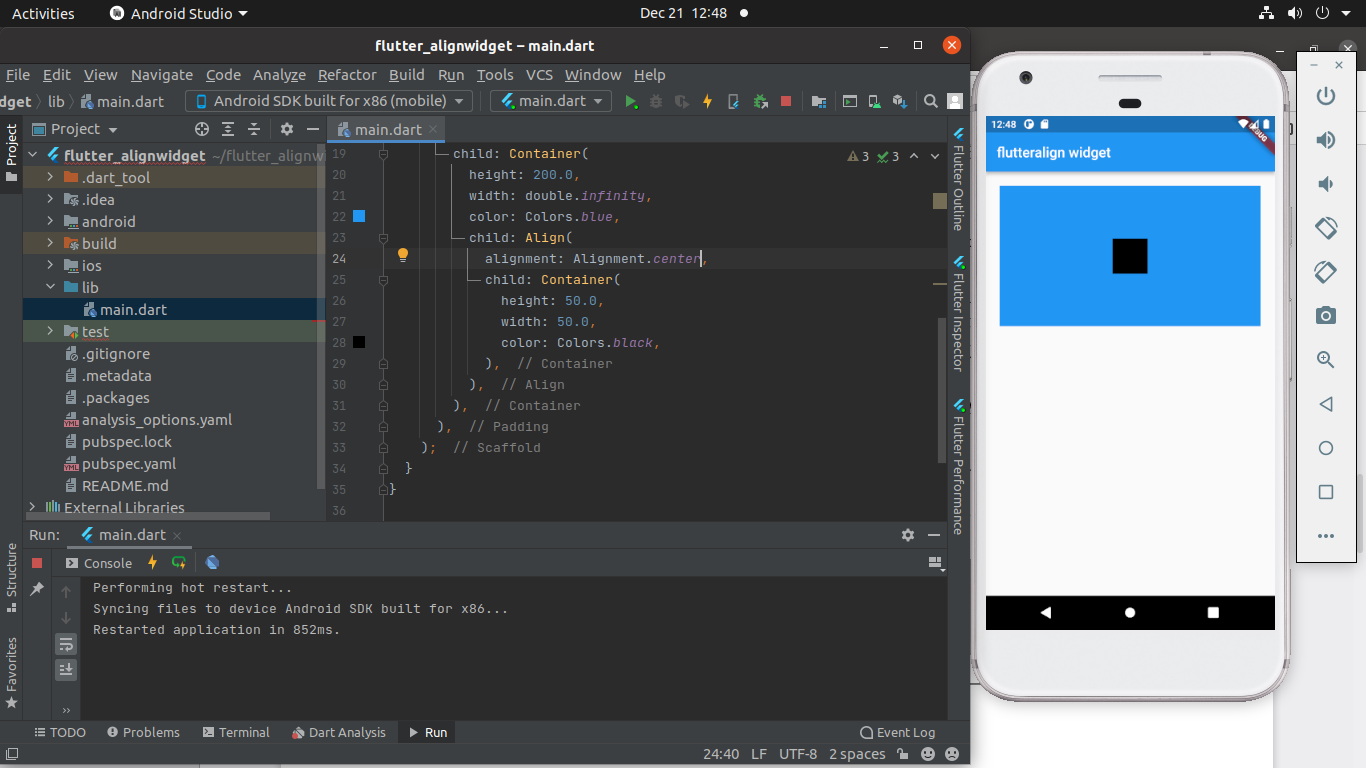 Activities
Android Studio
Dec 21 12:48
flutter_alignwidget – main.dart
File Edit View Navigate Code Analyze Refactor Build Run Tools VCS Window Help
dget lib main.dart
Android SDK built for x86 (mobile)
main.dart
Project
main.dart
flutter_alignwidget ~/flutter_alignw
.dart_tool
.idea
android
build
ios
lib
main.dart
test
.gitignore
.metadata
.packages
analysis_options.yaml
pubspec.lock
pubspec.yaml
README.md
External Libraries
3 3
19 child: Container(
20 height: 200.0,
21 width: double.infinity,
22 color: Colors.blue,
23 child: Align(
24 alignment: Alignment.center,
25 child: Container(
26 height: 50.0,
27 width: 50.0,
28 color: Colors.black,
29 ), // Container
30 ), // Align
31 ), // Container
32 ), // Padding
33 ); // Scaffold
34 }
35 }
36
Project
Structure
Favorites
Flutter Outline
Flutter Inspector
Flutter Performance
Run: main.dart
Console
Performing hot restart...
Syncing files to device Android SDK built for x86...
Restarted application in 852ms.
TODO Problems Terminal Dart Analysis Run Event Log
24:40 LF UTF-8 2 spaces
12:48
DEBUG
flutteralign widget